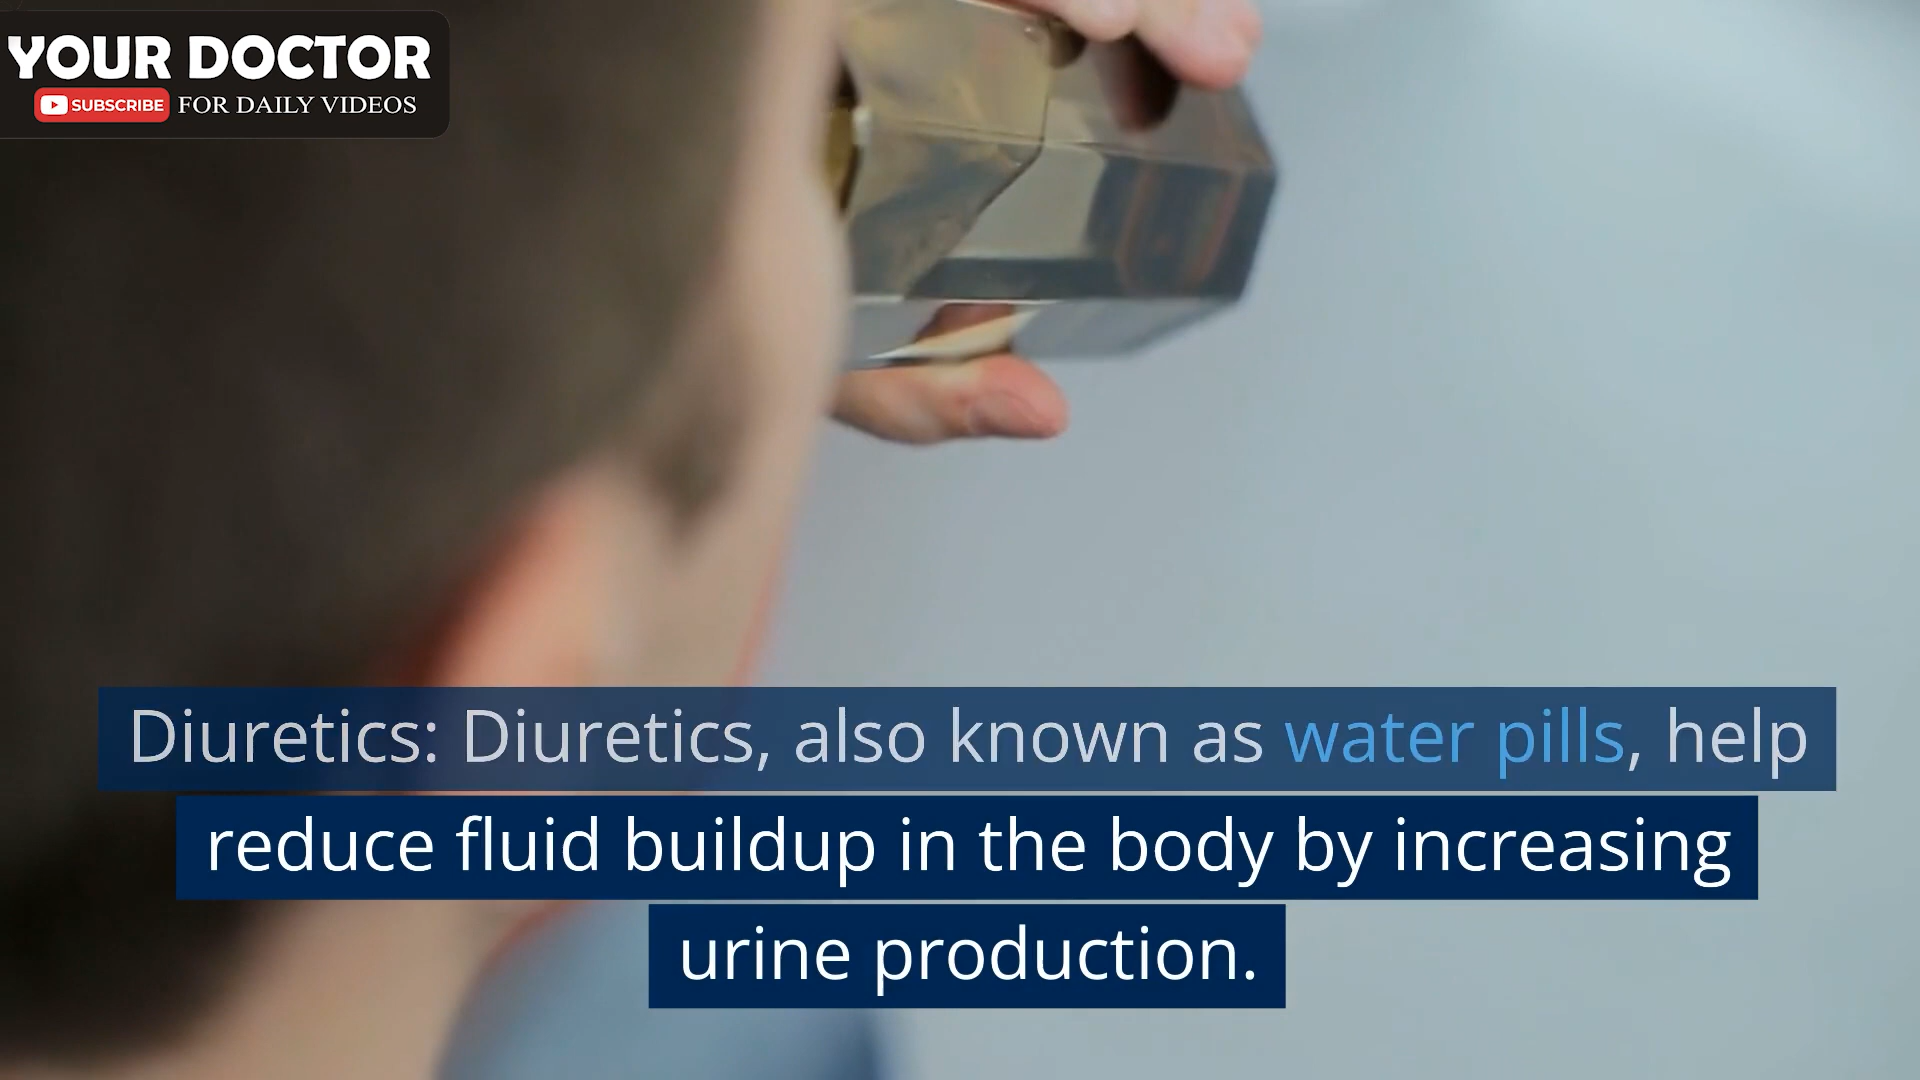 YOUR DOCTOR
SUBSCRIBE FOR DAILY VIDEOS
Diuretics: Diuretics, also known as water pills, help
reduce fluid buildup in the body by increasing
urine production.